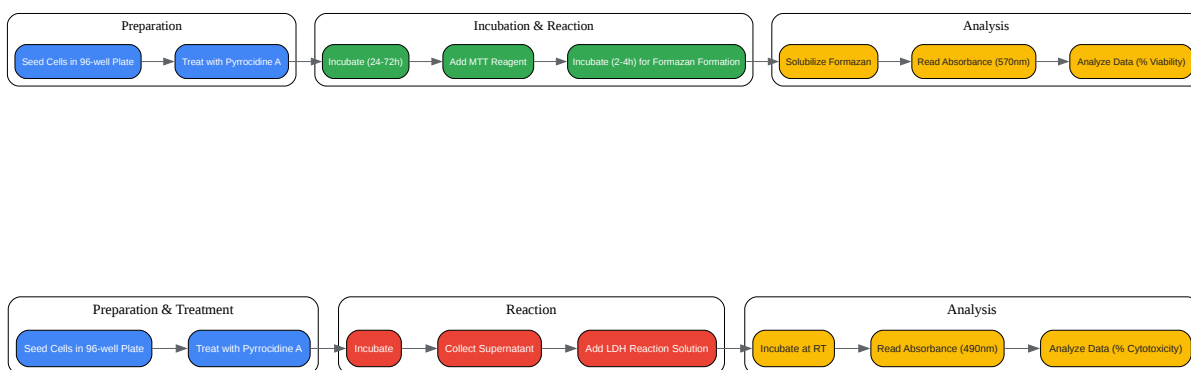 Preparation
Incubation & Reaction
Analysis
Seed Cells in 96-well Plate
Treat with Pyrrocidine A
Incubate (24-72h)
Add MTT Reagent
Incubate (2-4h) for Formazan Formation
Solubilize Formazan
Read Absorbance (570nm)
Analyze Data (% Viability)
Preparation & Treatment
Reaction
Analysis
Seed Cells in 96-well Plate
Treat with Pyrrocidine A
Incubate
Collect Supernatant
Add LDH Reaction Solution
Incubate at RT
Read Absorbance (490nm)
Analyze Data (% Cytotoxicity)